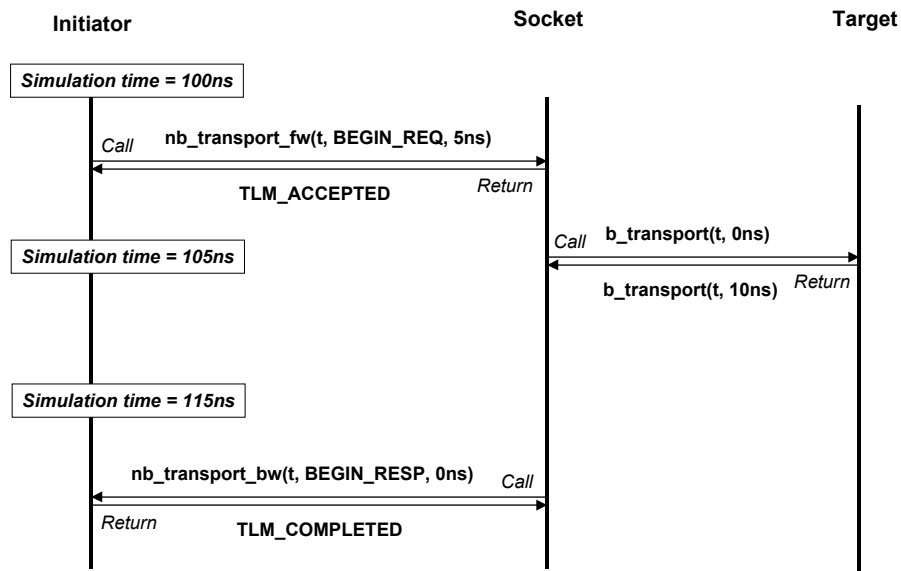 Initiator
Socket
Target
Simulation time = 100ns
Call
nb_transport_fw(t, BEGIN_REQ, 5ns)
TLM_ACCEPTED
Return
Simulation time = 105ns
Call
b_transport(t, 0ns)
b_transport(t, 10ns)
Return
Simulation time = 115ns
nb_transport_bw(t, BEGIN_RESP, 0ns)
Call
Return
TLM_COMPLETED